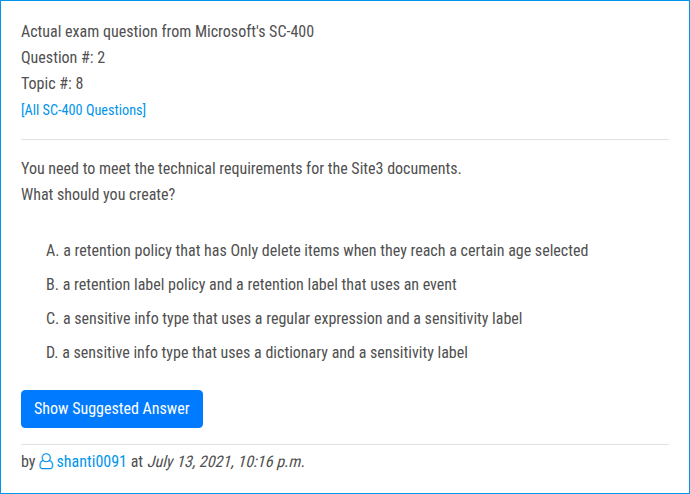 Actual exam question from Microsoft's SC-400
Question #: 2
Topic #: 8
[All SC-400 Questions]
You need to meet the technical requirements for the Site3 documents.
What should you create?
A. a retention policy that has Only delete items when they reach a certain age selected
B. a retention label policy and a retention label that uses an event
C. a sensitive info type that uses a regular expression and a sensitivity label
D. a sensitive info type that uses a dictionary and a sensitivity label
Show Suggested Answer
by shanti0091 at July 13, 2021, 10:16 p.m.